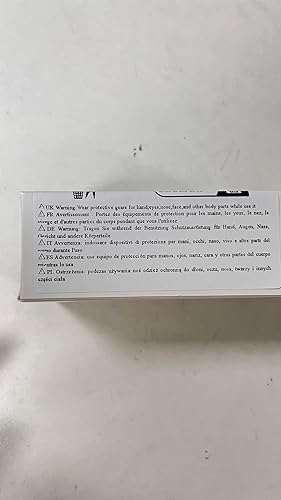 ⚠UK Warning:Wear protective gears for hand,eyes,nose,face,and other body parts while use it
⚠FR Avertissement : Portez des équipements de protection pour les mains, les yeux, le nez, le
visage et d'autres parties du corps pendant que vous l'utilisez
⚠DE Warnung: Tragen Sie während der Benutzung Schutzausrüstung für Hand, Augen, Nase,
Gesicht und andere Körperteile
⚠IT Avvertenza: indossare dispositivi di protezione per mani, occhi, naso, viso e altre parti del
corpo durante l'uso
⚠ES Advertencia: use equipo de protección para manos, ojos, nariz, cara y otras partes del cuerpo
mientras lo usa
⚠PL Ostrzeżenie: podczas używania noś odzież ochronną do dłoni, oczu, nosa, twarzy i innych
części ciała